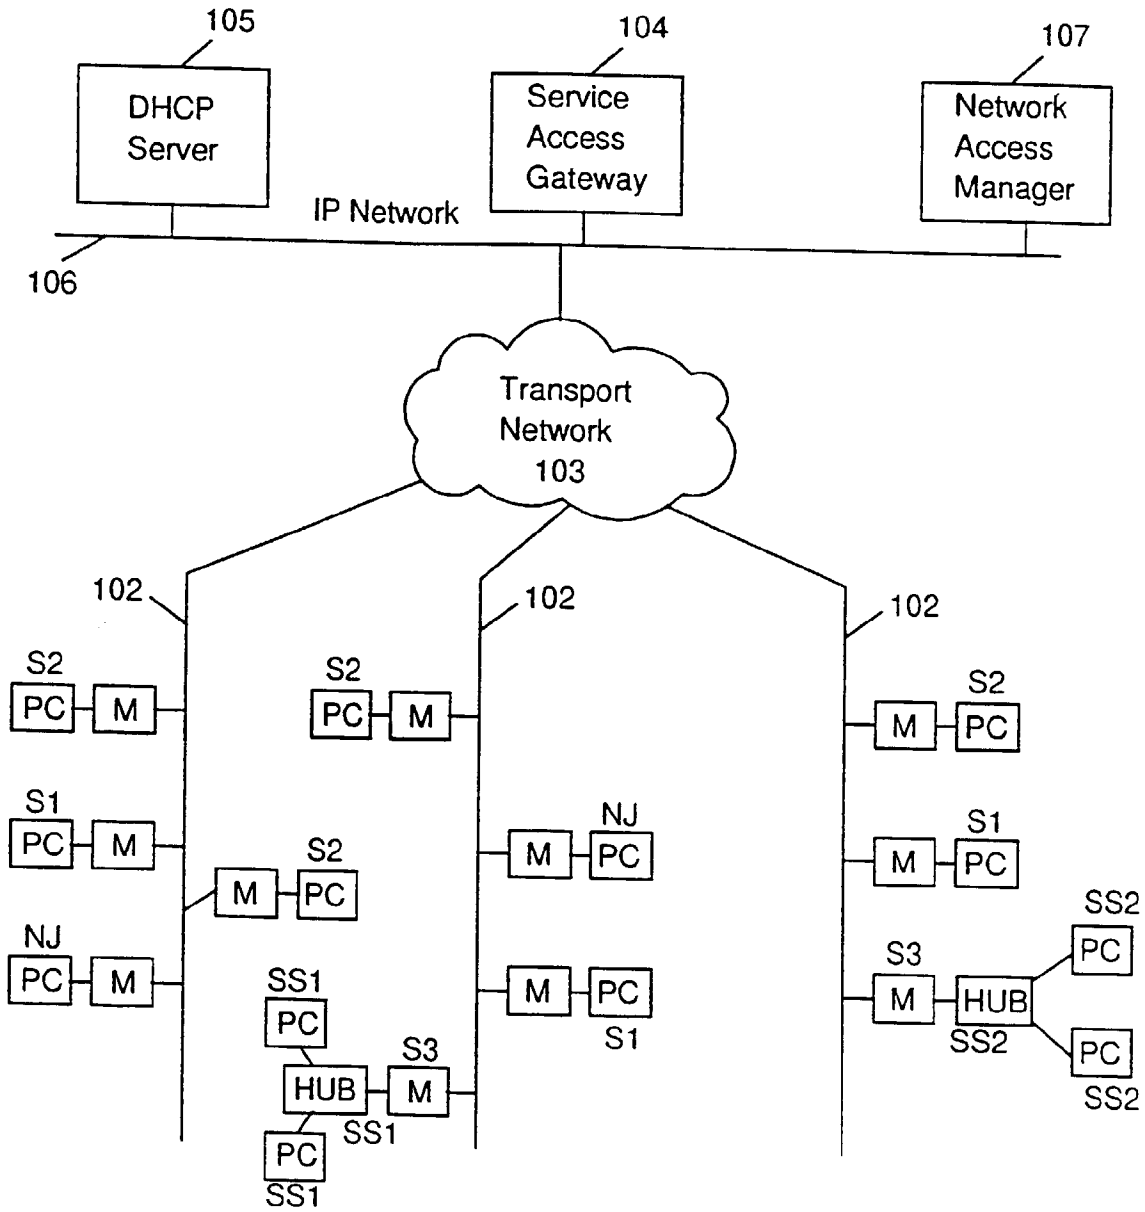 105
104
107
DHCP
Server
Service
Access
Gateway
Network
Access
Manager
IP Network
106
Transport
Network
103
102
102
102
S2
PC M
S1
PC M
S2
M PC
NJ
PC M
S2
PC M
NJ
M PC
M PC
S1
SS1
PC
S3
HUB M
SS1
PC
SS1
S2
M PC
S1
M PC
SS2
PC
S3
M HUB
SS2
PC
SS2